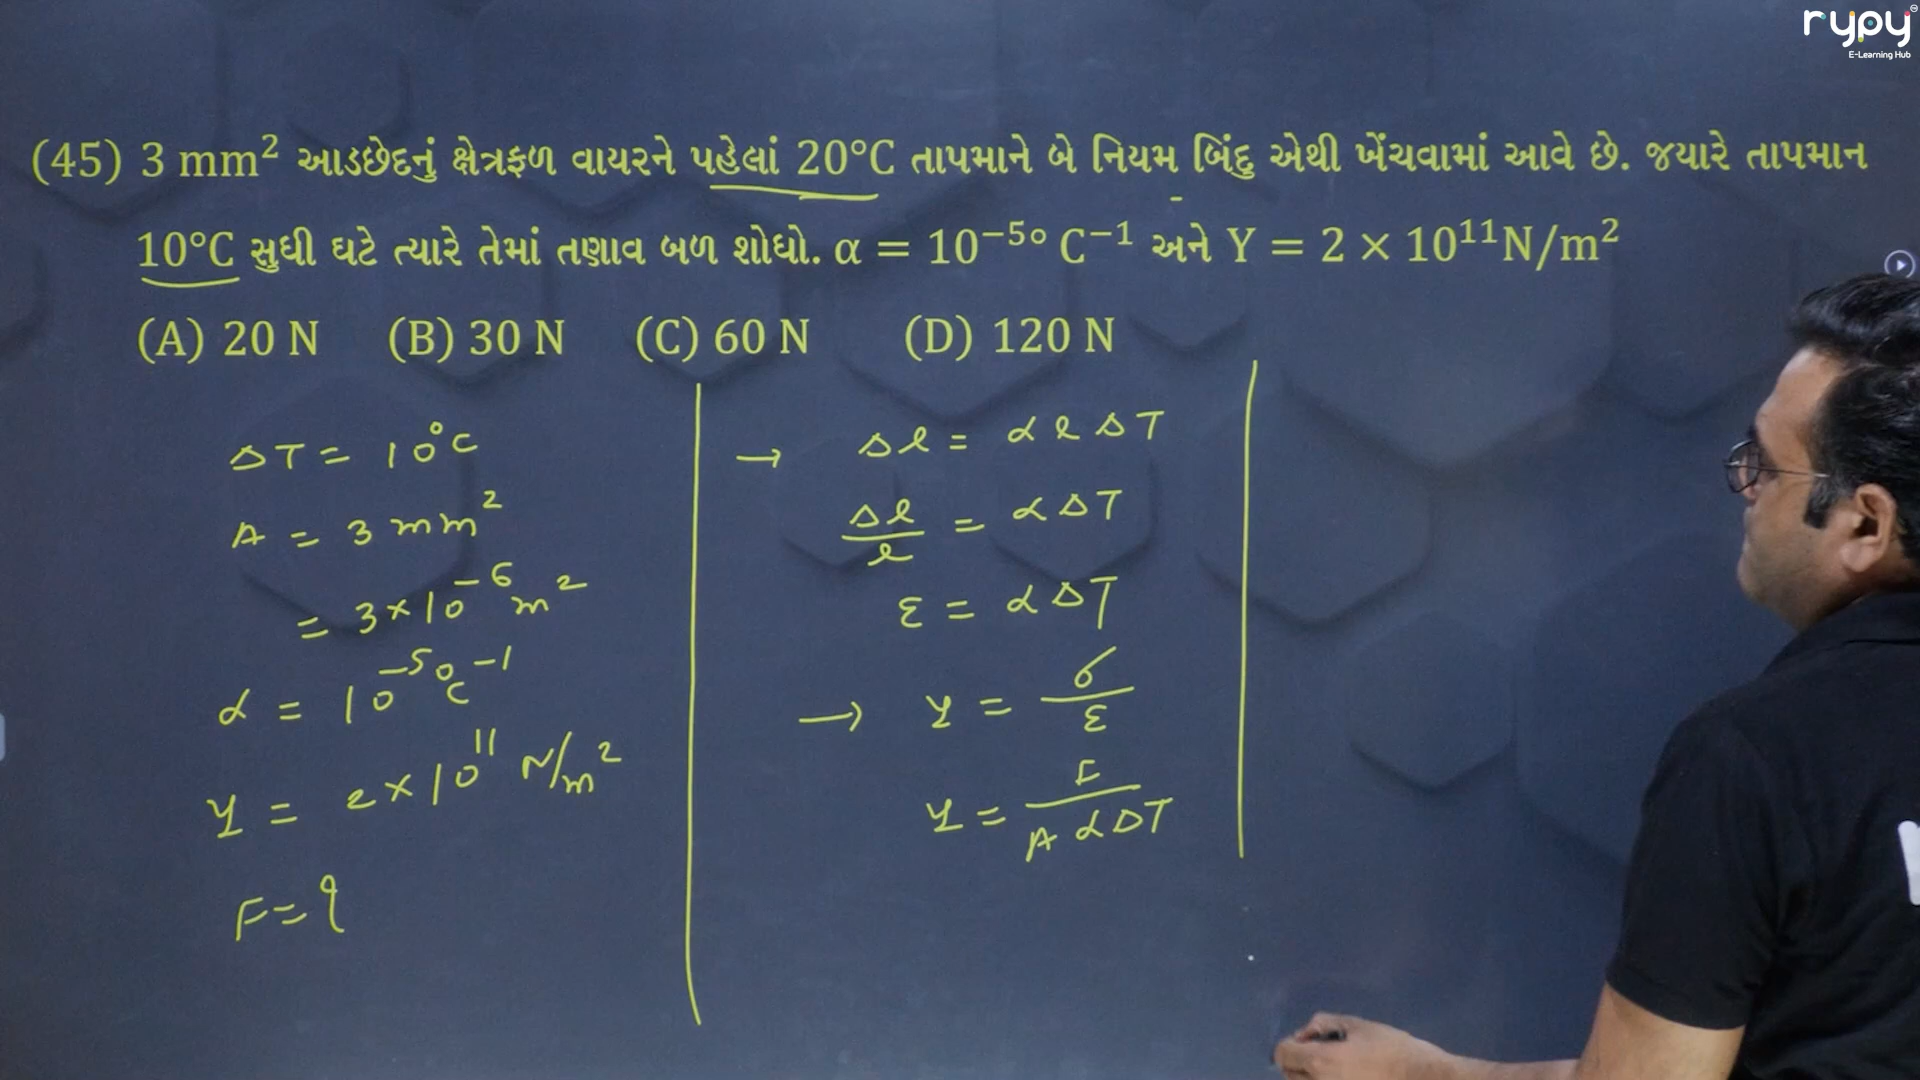 rypy
E-Learning Hub
(45) 3 mm² આડછેદનું ક્ષેત્રફળ વાયરને પહેલાં 20°C તાપમાને બે નિયમ બિંદુ એથી ખેંચવામાં આવે છે. જયારે તાપમાન
10°C સુધી ઘટે ત્યારે તેમાં તણાવ બળ શોધો. α = 10⁻⁵° C⁻¹ અને Y = 2 × 10¹¹N/m²
(A) 20 N (B) 30 N (C) 60 N (D) 120 N
ΔT = 10°C
A = 3 mm²
= 3×10⁻⁶ m²
α = 10⁻⁵ °C⁻¹
Y = 2×10¹¹ N/m²
F = ?
→ Δl = α l ΔT
Δl/l = α ΔT
ε = α ΔT
→ Y = σ/ε
Y = F/A α ΔT